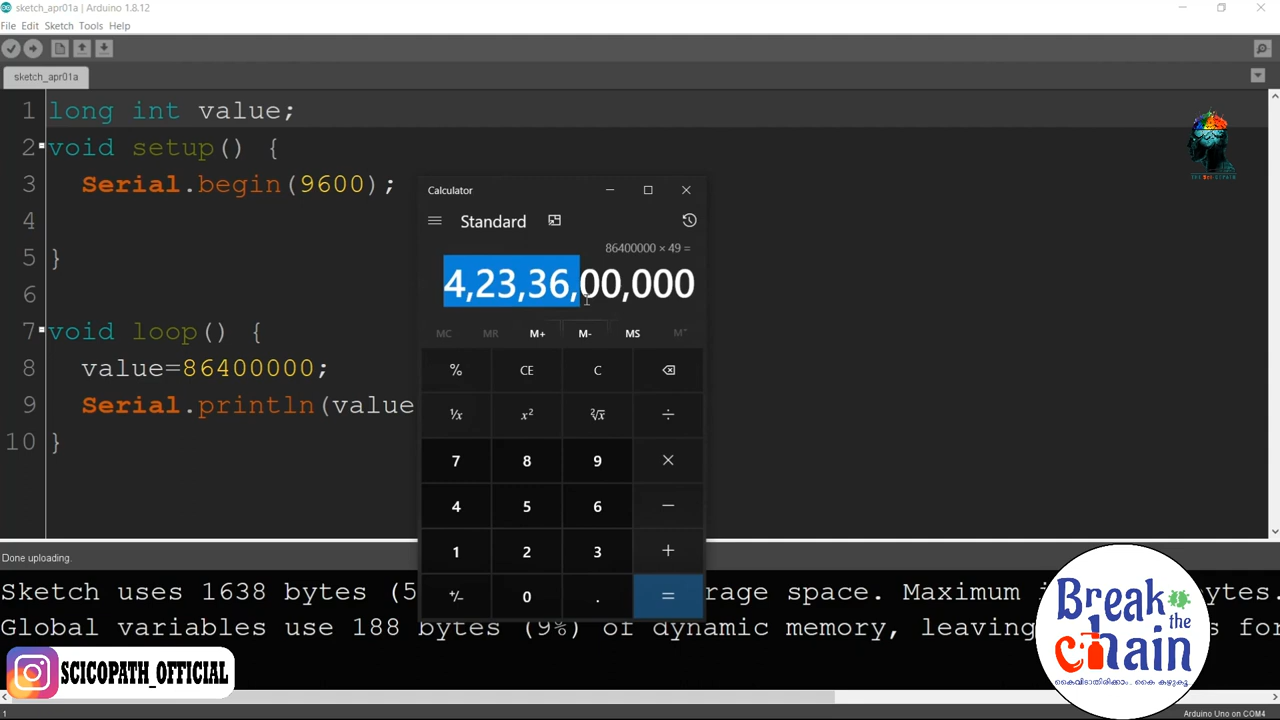 sketch_apr01a | Arduino 1.8.12
File Edit Sketch Tools Help
sketch_apr01a
1 long int value;
2 void setup() {
3 Serial.begin(9600);
4
5 }
6
7 void loop() {
8 value=86400000;
9 Serial.println(value
10 }
Calculator
Standard
86400000 × 49 =
4,23,36,00,000
MC MR M+ M- MS M˅
% CE C
¹/x x² ²√x ÷
7 8 9 ×
4 5 6 −
1 2 3 +
+/- 0 . =
Done uploading.
Sketch uses 1638 bytes (5 rage space. Maximum i ytes.
Global variables use 188 bytes (9%) of dynamic memory, leaving s for
SCICOPATH_OFFICIAL
Break
the
chain
കൈവിടാതിരിക്കാം.. കൈ കഴുകൂ..
1
Arduino Uno on COM4